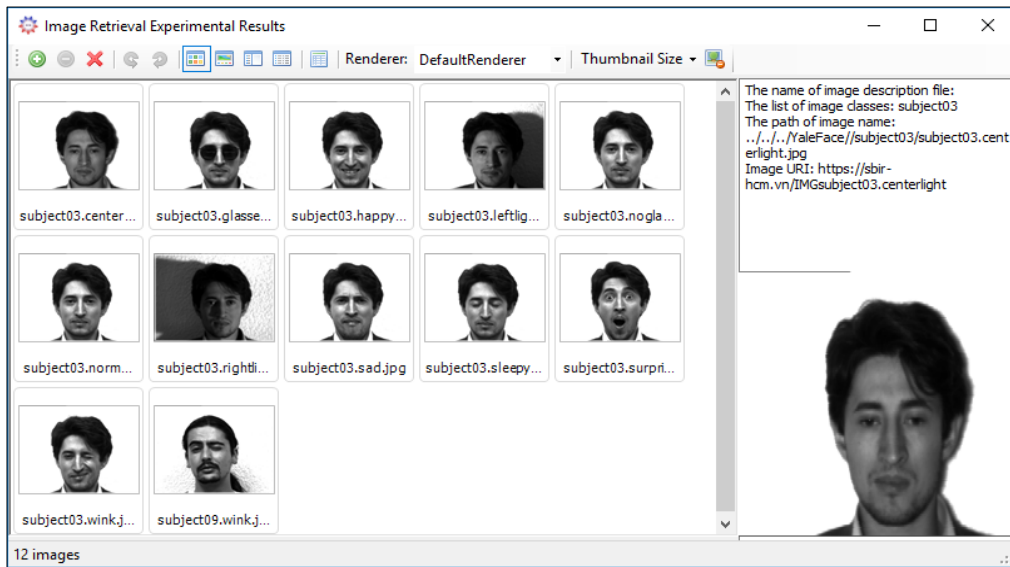 Image Retrieval Experimental Results
Renderer: DefaultRenderer Thumbnail Size
The name of image description file:
The list of image classes: subject03
The path of image name:
../../../YaleFace//subject03/subject03.cent
erlight.jpg
Image URI: https://sbir-
hcm.vn/IMGsubject03.centerlight
subject03.center... subject03.glasse... subject03.happy... subject03.leftlig... subject03.nogla...
subject03.norm... subject03.rightli... subject03.sad.jpg subject03.sleepy... subject03.surpri...
subject03.wink.j... subject09.wink.j...
12 images